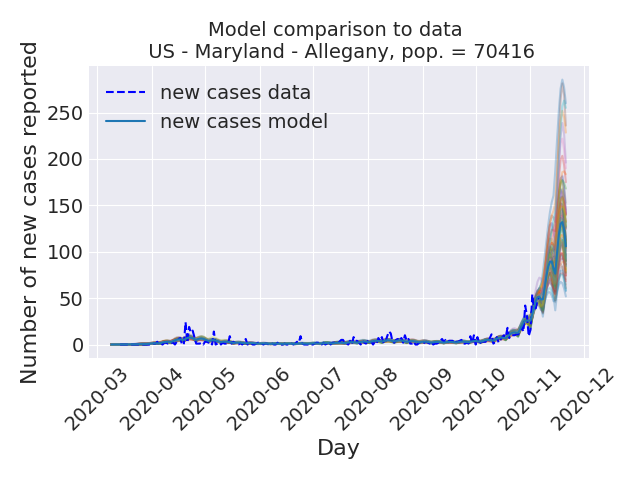 Model comparison to data
US - Maryland - Allegany, pop. = 70416
Number of new cases reported
250
200
150
100
50
0
new cases data
new cases model
2020-03
2020-04
2020-05
2020-06
2020-07
2020-08
2020-09
2020-10
2020-11
2020-12
Day